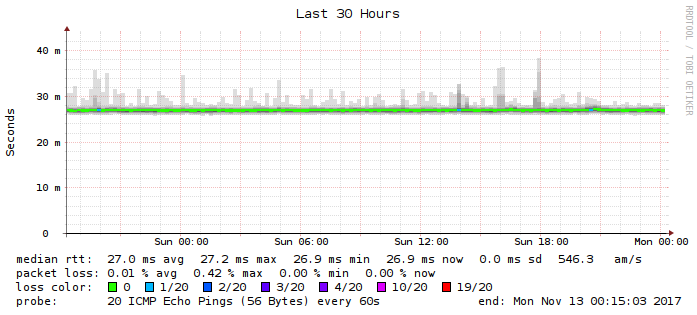 Last 30 Hours
RRDTOOL / TOBI OETIKER
Seconds
40 m
30 m
20 m
10 m
0
Sun 00:00 Sun 06:00 Sun 12:00 Sun 18:00 Mon 00:00
median rtt: 27.0 ms avg 27.2 ms max 26.9 ms min 26.9 ms now 0.0 ms sd 546.3 am/s
packet loss: 0.01 % avg 0.42 % max 0.00 % min 0.00 % now
loss color: 0 1/20 2/20 3/20 4/20 10/20 19/20
probe: 20 ICMP Echo Pings (56 Bytes) every 60s end: Mon Nov 13 00:15:03 2017